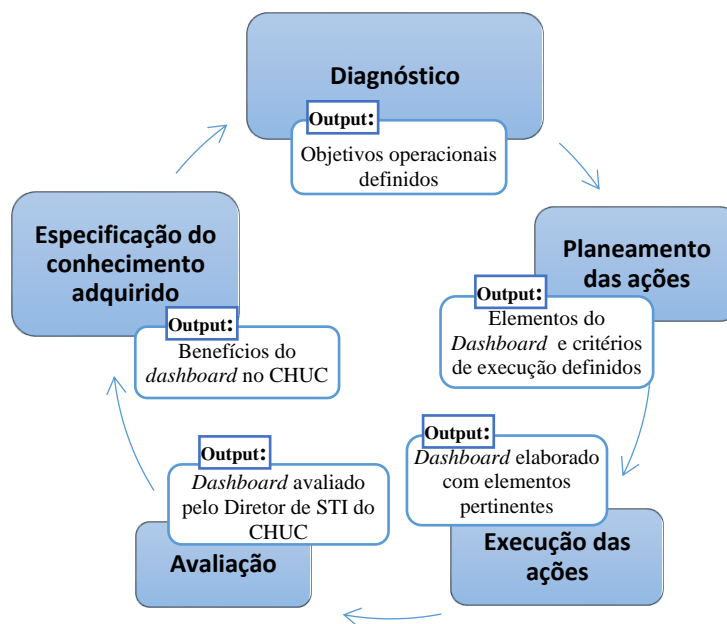 Diagnóstico
Output:
Objetivos operacionais
definidos
Planeamento
das ações
Output:
Elementos do
Dashboard e critérios
de execução definidos
Output:
Dashboard elaborado
com elementos
pertinentes
Execução das
ações
Output:
Dashboard avaliado
pelo Diretor de STI do
CHUC
Avaliação
Especificação do
conhecimento
adquirido
Output:
Benefícios do
dashboard no CHUC